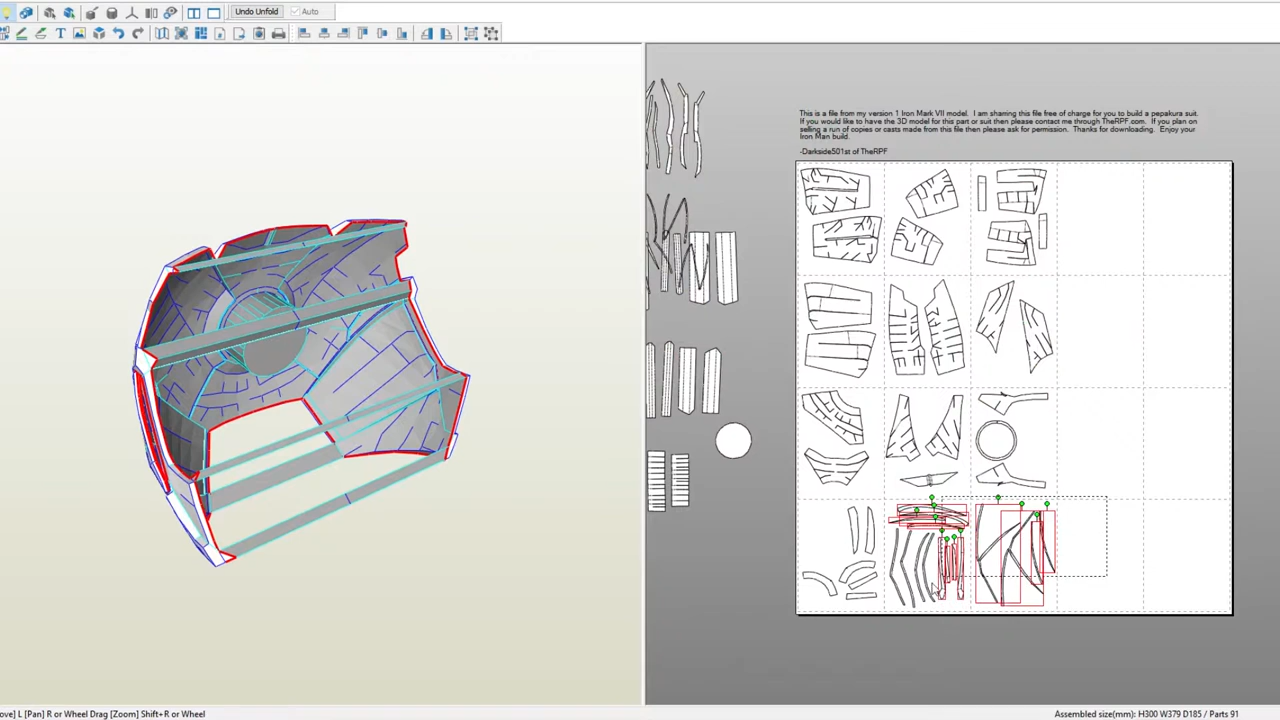 Undo Unfold
Auto
This is a file from my version 1 Iron Mark VII model. I am sharing this file free of charge for you to build a pepakura suit.
If you would like to have the 3D model for this part or suit then please contact me through TheRPF.com. If you plan on
selling a run of copies or casts made from this file then please ask for permission. Thanks for downloading. Enjoy your
Iron Man build.
-Darkside501st of TheRPF
ove] L [Pan] R or Wheel Drag [Zoom] Shift+R or Wheel
Assembled size(mm): H300 W379 D185 / Parts 91